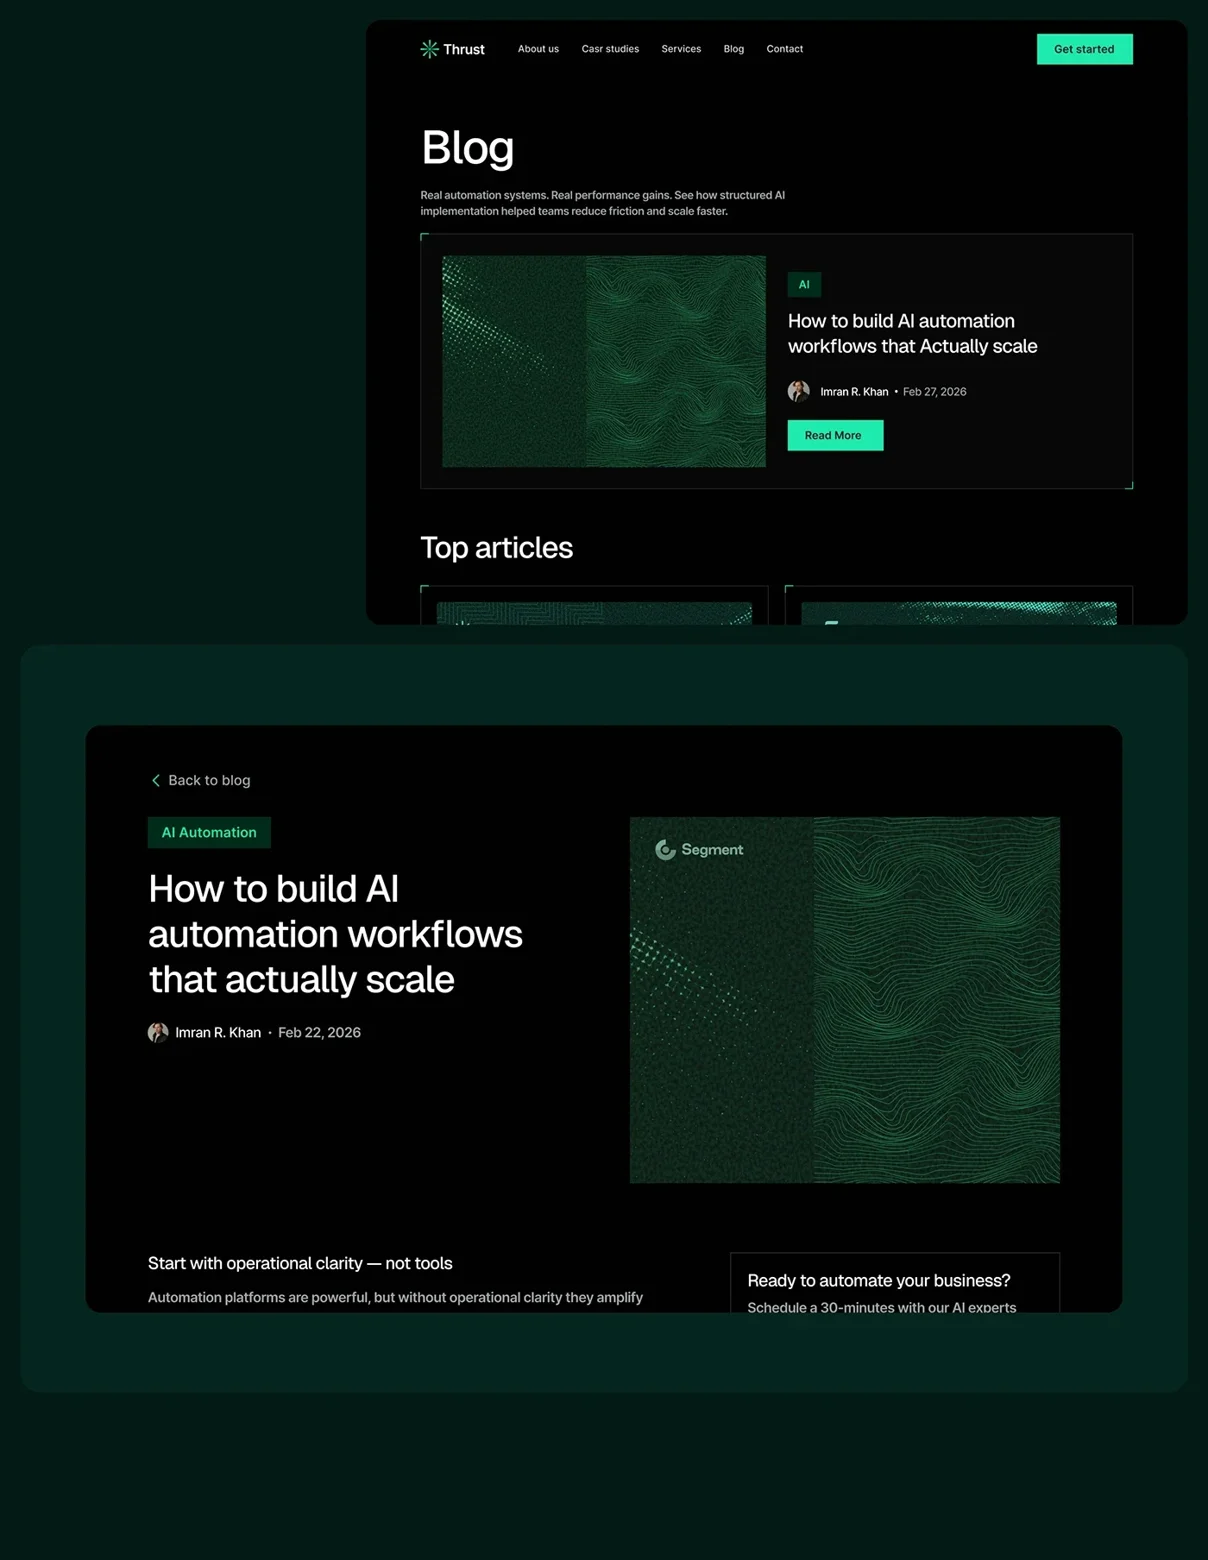 Thrust
About us
Casr studies
Services
Blog
Contact
Get started
Blog
Real automation systems. Real performance gains. See how structured AI
implementation helped teams reduce friction and scale faster.
AI
How to build AI automation
workflows that Actually scale
Imran R. Khan • Feb 27, 2026
Read More
Top articles
Back to blog
AI Automation
How to build AI
automation workflows
that actually scale
Imran R. Khan • Feb 22, 2026
Segment
Start with operational clarity — not tools
Automation platforms are powerful, but without operational clarity they amplify
Ready to automate your business?
Schedule a 30-minutes with our AI experts